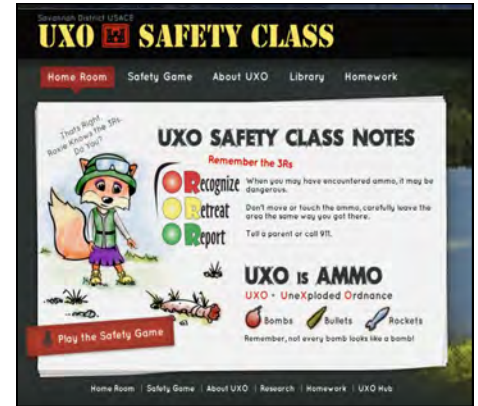 Savannah District USACE
UXO SAFETY CLASS
Home Room Safety Game About UXO Library Homework
Thats Right,
Roxie Knows the 3Rs.
Do You?
UXO SAFETY CLASS NOTES
Remember the 3Rs
Recognize When you may have encountered ammo, it may be
dangerous.
Retreat Don't move or touch the ammo, carefully leave the
area the same way you got there.
Report Tell a parent or call 911.
UXO IS AMMO
UXO - UneXploded Ordnance
Bombs Bullets Rockets
Remember, not every bomb looks like a bomb!
Play the Safety Game
Home Room | Safety Game | About UXO | Research | Homework | UXO Hub